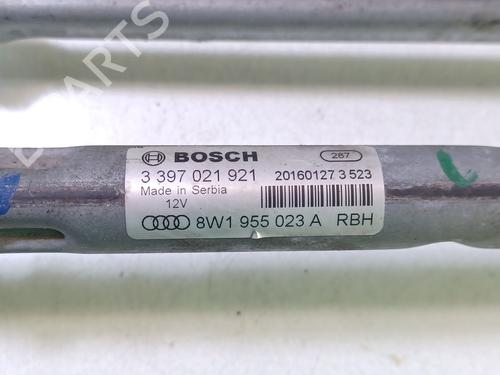 BOSCH 287
3 397 021 921 20160127 3 523
Made in Serbia
12V
8W1 955 023 A RBH